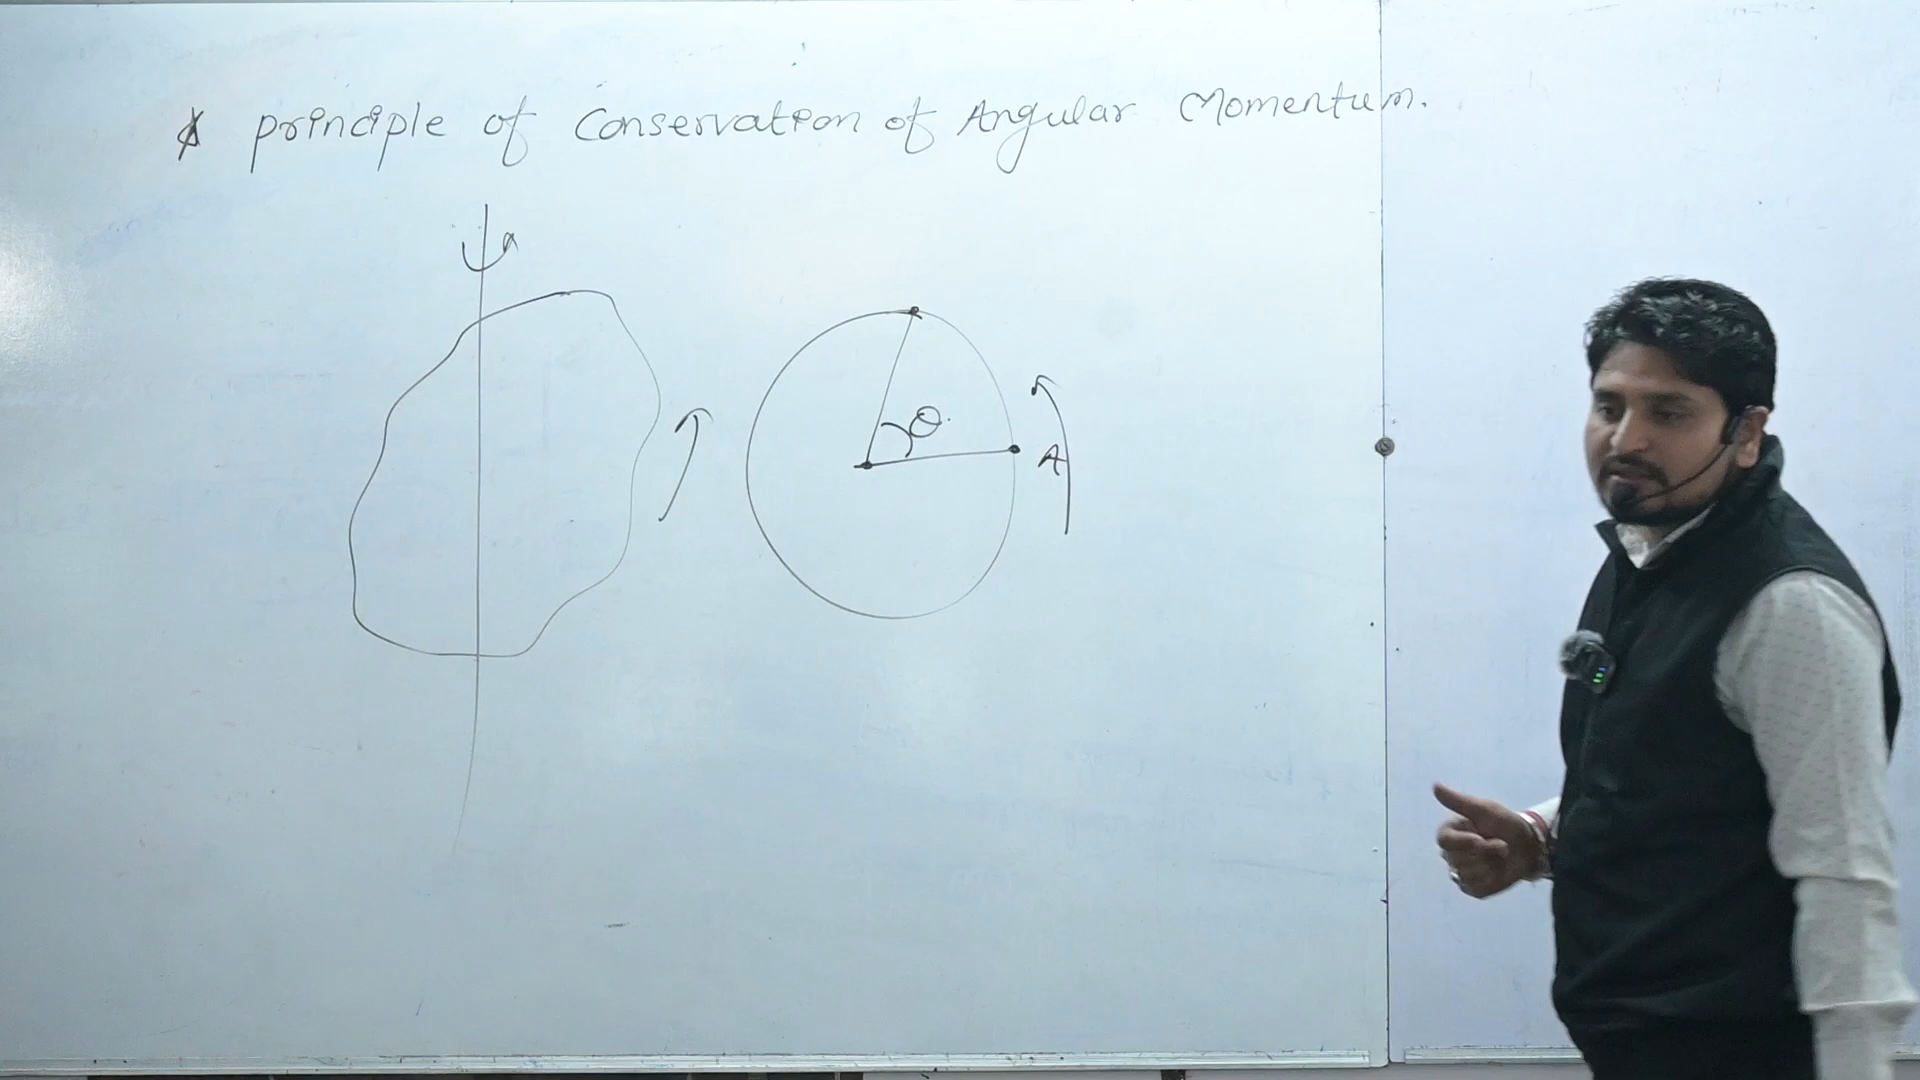 * principle of Conservation of Angular Momentum.
θ
A